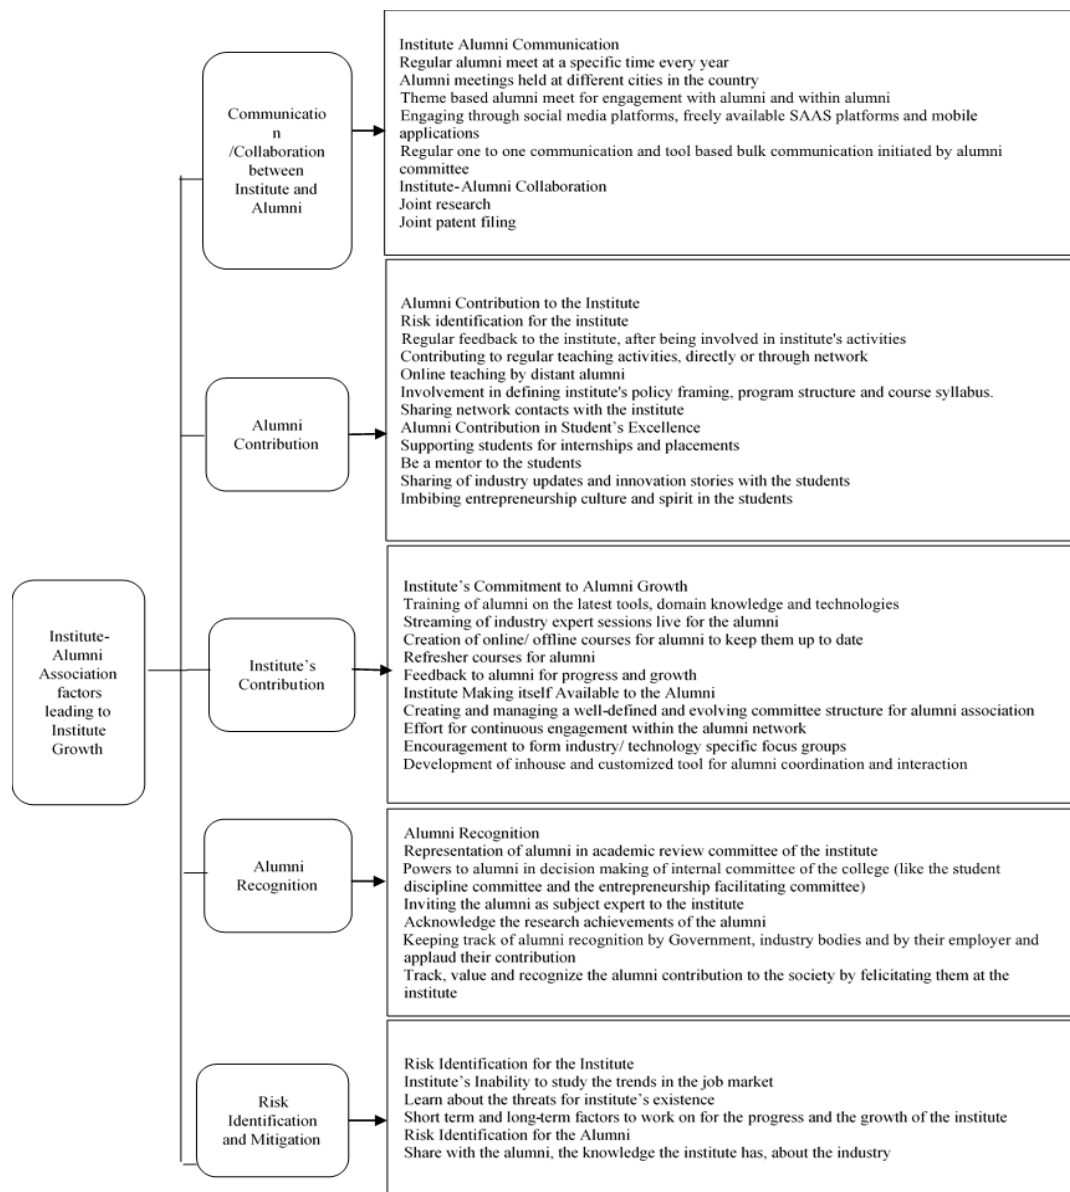 Institute Alumni Communication
Regular alumni meet at a specific time every year
Alumni meetings held at different cities in the country
Theme based alumni meet for engagement with alumni and within alumni
Engaging through social media platforms, freely available SAAS platforms and mobile
applications
Regular one to one communication and tool based bulk communication initiated by alumni
committee
Institute-Alumni Collaboration
Joint research
Joint patent filing
Communicatio
n
/Collaboration
between
Institute and
Alumni
Alumni Contribution to the Institute
Risk identification for the institute
Regular feedback to the institute, after being involved in institute's activities
Contributing to regular teaching activities, directly or through network
Online teaching by distant alumni
Involvement in defining institute's policy framing, program structure and course syllabus.
Sharing network contacts with the institute
Alumni Contribution in Student's Excellence
Supporting students for internships and placements
Be a mentor to the students
Sharing of industry updates and innovation stories with the students
Imbibing entrepreneurship culture and spirit in the students
Alumni
Contribution
Institute's Commitment to Alumni Growth
Training of alumni on the latest tools, domain knowledge and technologies
Streaming of industry expert sessions live for the alumni
Creation of online/ offline courses for alumni to keep them up to date
Refresher courses for alumni
Feedback to alumni for progress and growth
Institute Making itself Available to the Alumni
Creating and managing a well-defined and evolving committee structure for alumni association
Effort for continuous engagement within the alumni network
Encouragement to form industry/ technology specific focus groups
Development of inhouse and customized tool for alumni coordination and interaction
Institute's
Contribution
Institute-
Alumni
Association
factors
leading to
Institute
Growth
Alumni Recognition
Representation of alumni in academic review committee of the institute
Powers to alumni in decision making of internal committee of the college (like the student
discipline committee and the entrepreneurship facilitating committee)
Inviting the alumni as subject expert to the institute
Acknowledge the research achievements of the alumni
Keeping track of alumni recognition by Government, industry bodies and by their employer and
applaud their contribution
Track, value and recognize the alumni contribution to the society by felicitating them at the
institute
Alumni
Recognition
Risk Identification for the Institute
Institute's Inability to study the trends in the job market
Learn about the threats for institute's existence
Short term and long-term factors to work on for the progress and the growth of the institute
Risk Identification for the Alumni
Share with the alumni, the knowledge the institute has, about the industry
Risk
Identification
and Mitigation